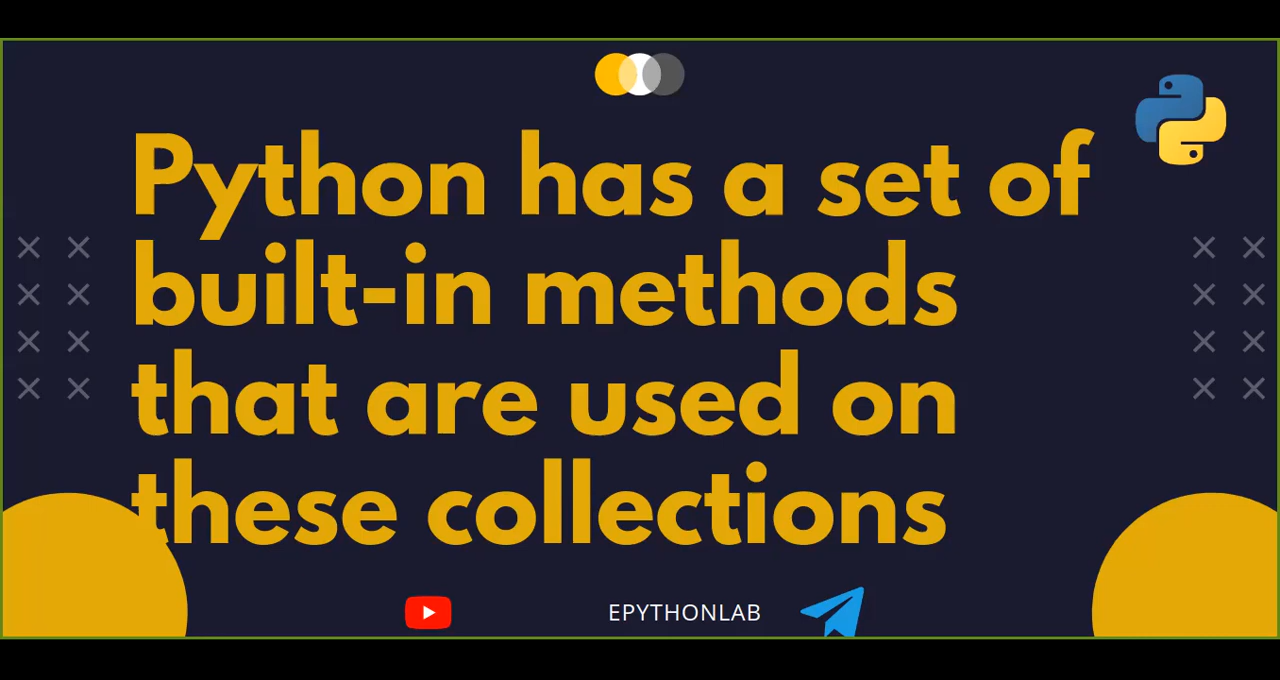 Python has a set of
built-in methods
that are used on
these collections
EPYTHONLAB